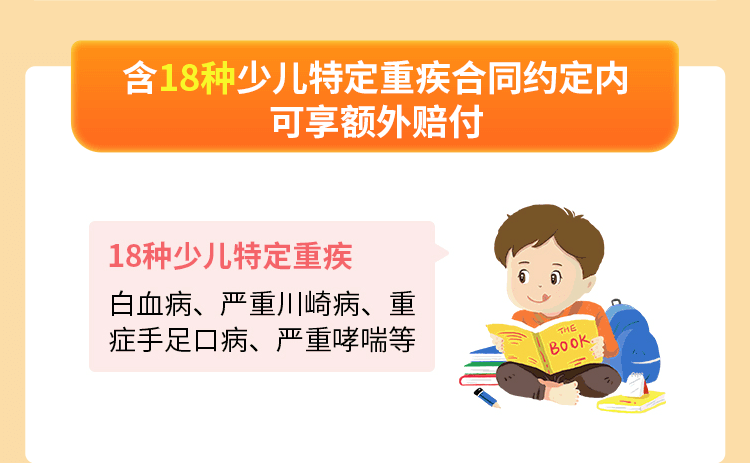 含18种少儿特定重疾合同约定内
可享额外赔付
18种少儿特定重疾
白血病、严重川崎病、重
症手足口病、严重哮喘等
THE
BOOK